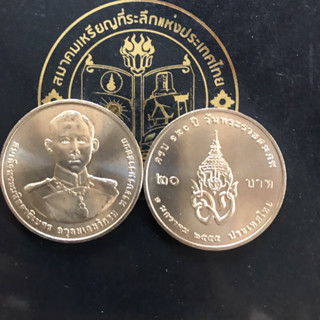 สมาคมเหรียญที่ระลึกแห่งประเทศไทย
สมเด็จพระมหิตลาธิเบศร อดุลยเดชวิกรม พระบรมราชชนก
ครบ ๑๒๐ ปี วันพระราชสมภพ
๒๐ บาท
๑ มกราคม ๒๕๕๕ ประเทศไทย